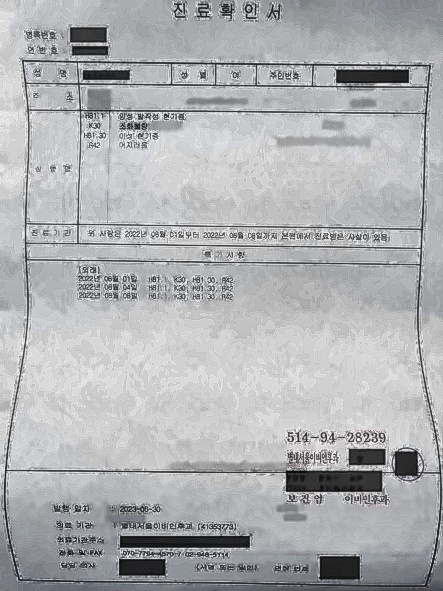 진료확인서
등록번호 :
연번호 :
성 명 성 별 여 주민번호
주 소
상 병 명
H81.1 양성 발작성 현기증,
K30 소화불량
H81.30 이성 현기증
R42 어지러움
진료기간 위 사람은 2022년 08월 01일부터 2022년 08월 08일까지 본원에서 진료받은 사실이 있음
특기사항
[외래]
2022년 08월 01일 H81.1, K30, H81.30, R42
2022년 08월 04일 H81.1, K30, H81.30, R42
2022년 08월 08일 H81.1, K30, H81.30, R42
514-94-28239
별내서울이비인후과
보건업 이비인후과
발행 일자 : 2023-06-30
의료 기관 : 별내서울이비인후과 (41353773)
의료기관주소
전화 및 FAX
담당 의사 (서명 또는 날인) 면허 번호